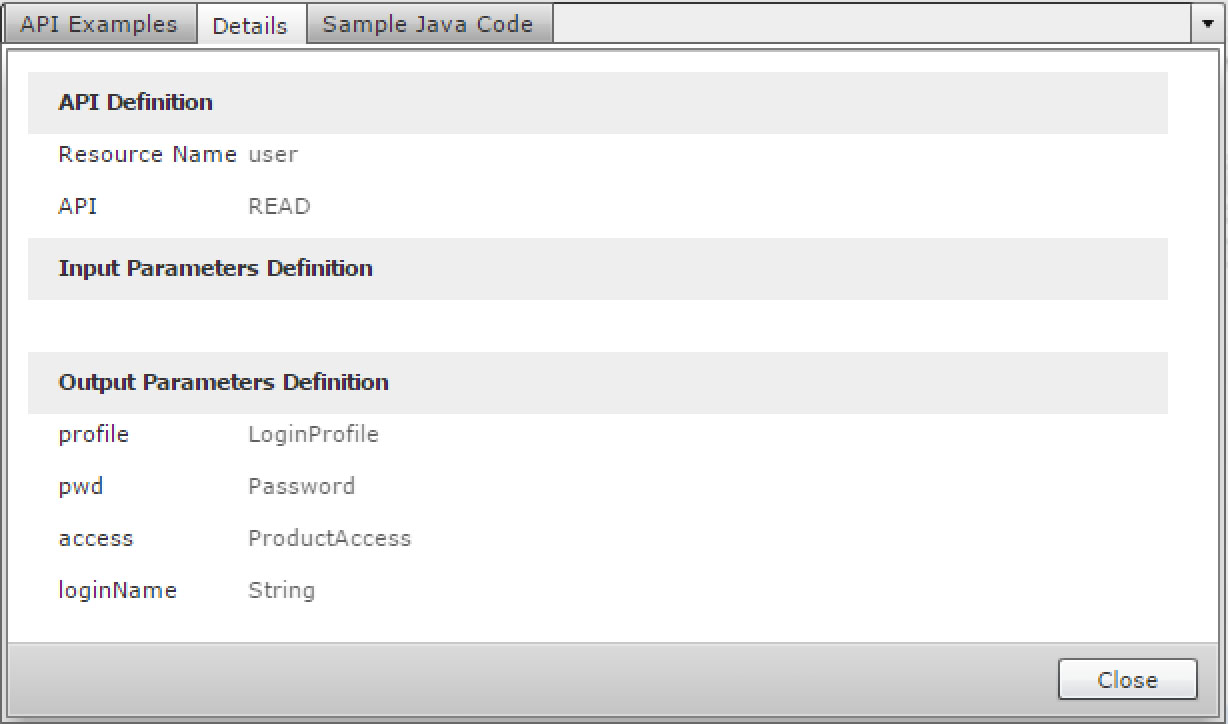 API Examples Details Sample Java Code
API Definition
Resource Name user
API READ
Input Parameters Definition
Output Parameters Definition
profile LoginProfile
pwd Password
access ProductAccess
loginName String
Close